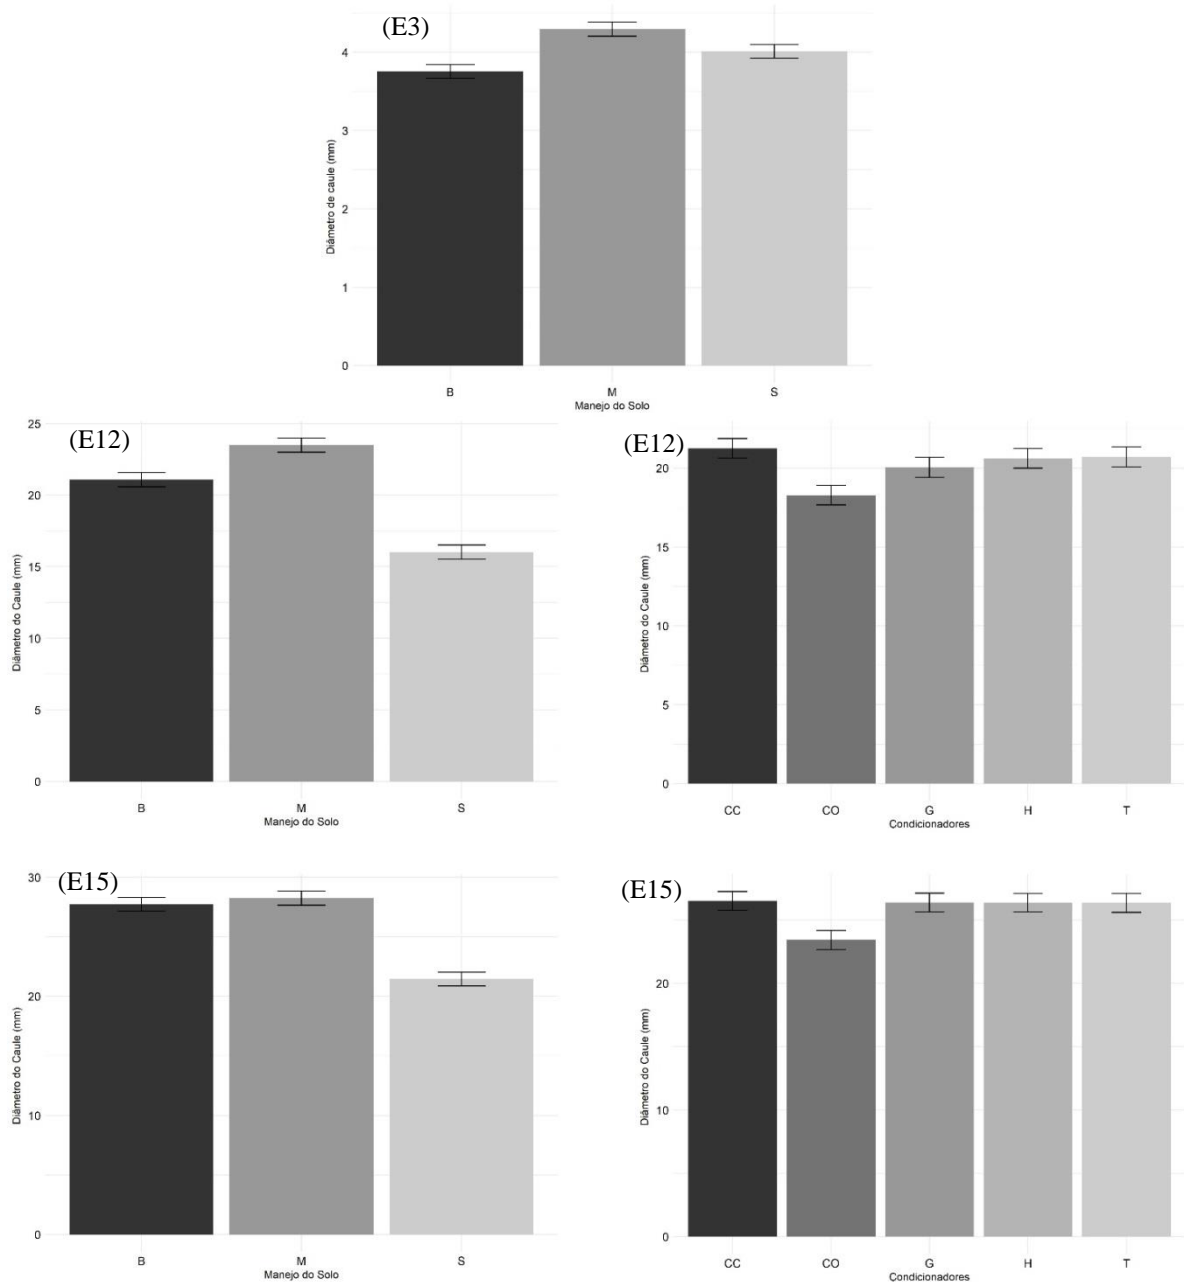 (E3)
Diâmetro de caule (mm)
4
3
2
1
0
B M S
Manejo do Solo
(E12)
Diâmetro do Caule (mm)
25
20
15
10
5
0
B M S
Manejo do Solo
(E12)
Diâmetro do Caule (mm)
20
15
10
5
0
CC CO G H T
Condicionadores
(E15)
Diâmetro do Caule (mm)
30
20
10
0
B M S
Manejo do Solo
(E15)
Diâmetro do Caule (mm)
20
10
0
CC CO G H T
Condicionadores